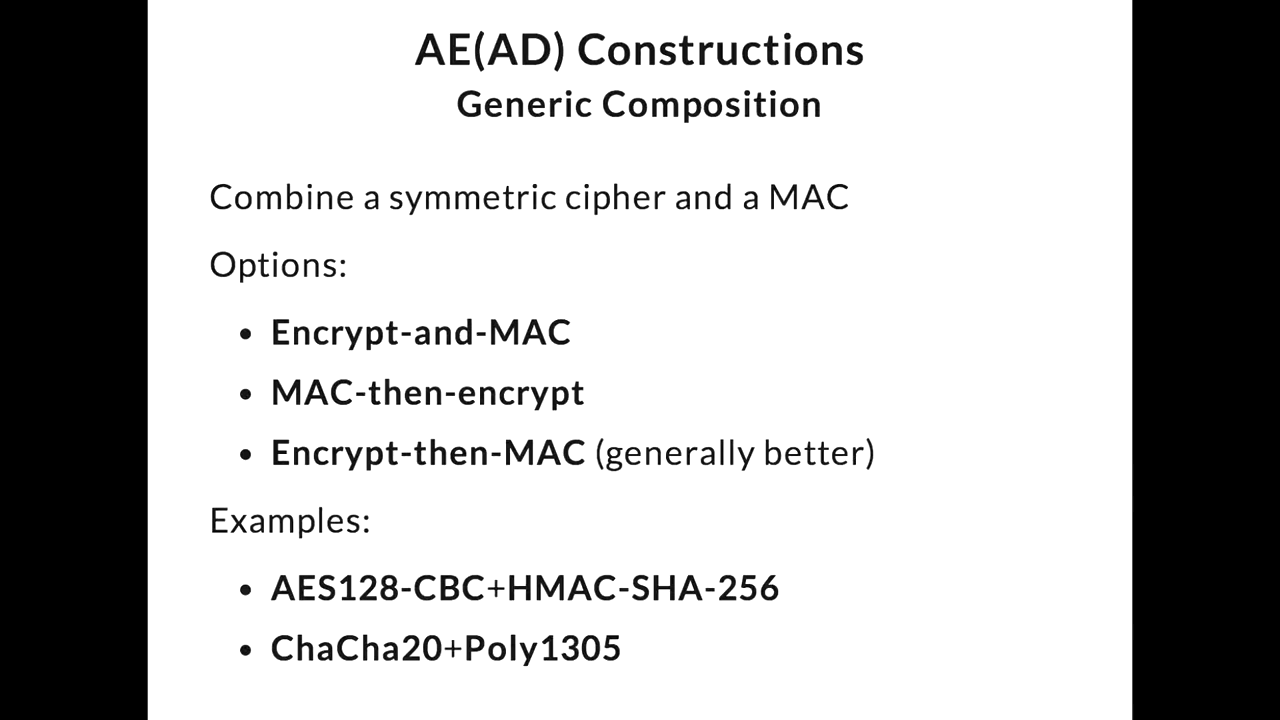 AE(AD) Constructions
Generic Composition
Combine a symmetric cipher and a MAC
Options:
• Encrypt-and-MAC
• MAC-then-encrypt
• Encrypt-then-MAC (generally better)
Examples:
• AES128-CBC+HMAC-SHA-256
• ChaCha20+Poly1305